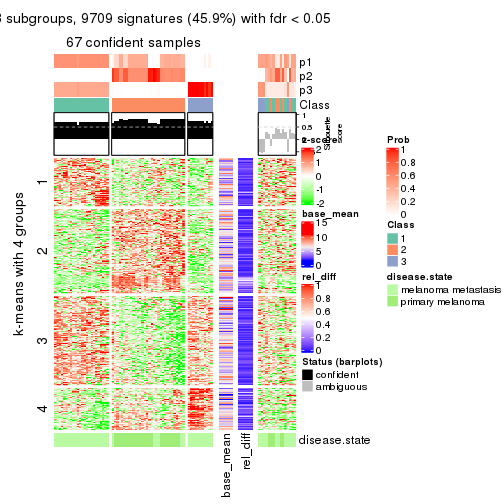 3 subgroups, 9709 signatures (45.9%) with fdr < 0.05
67 confident samples
p1
p2
p3
Class
1
0.5
0
Silhouette
score
z-score
2
1
0
-1
-2
base_mean
15
10
5
0
rel_diff
1
0.8
0.6
0.4
0.2
0
Status (barplots)
confident
ambiguous
Prob
1
0.8
0.6
0.4
0.2
0
Class
1
2
3
disease.state
melanoma metastasis
primary melanoma
k-means with 4 groups
1
2
3
4
disease.state
base_mean
rel_diff